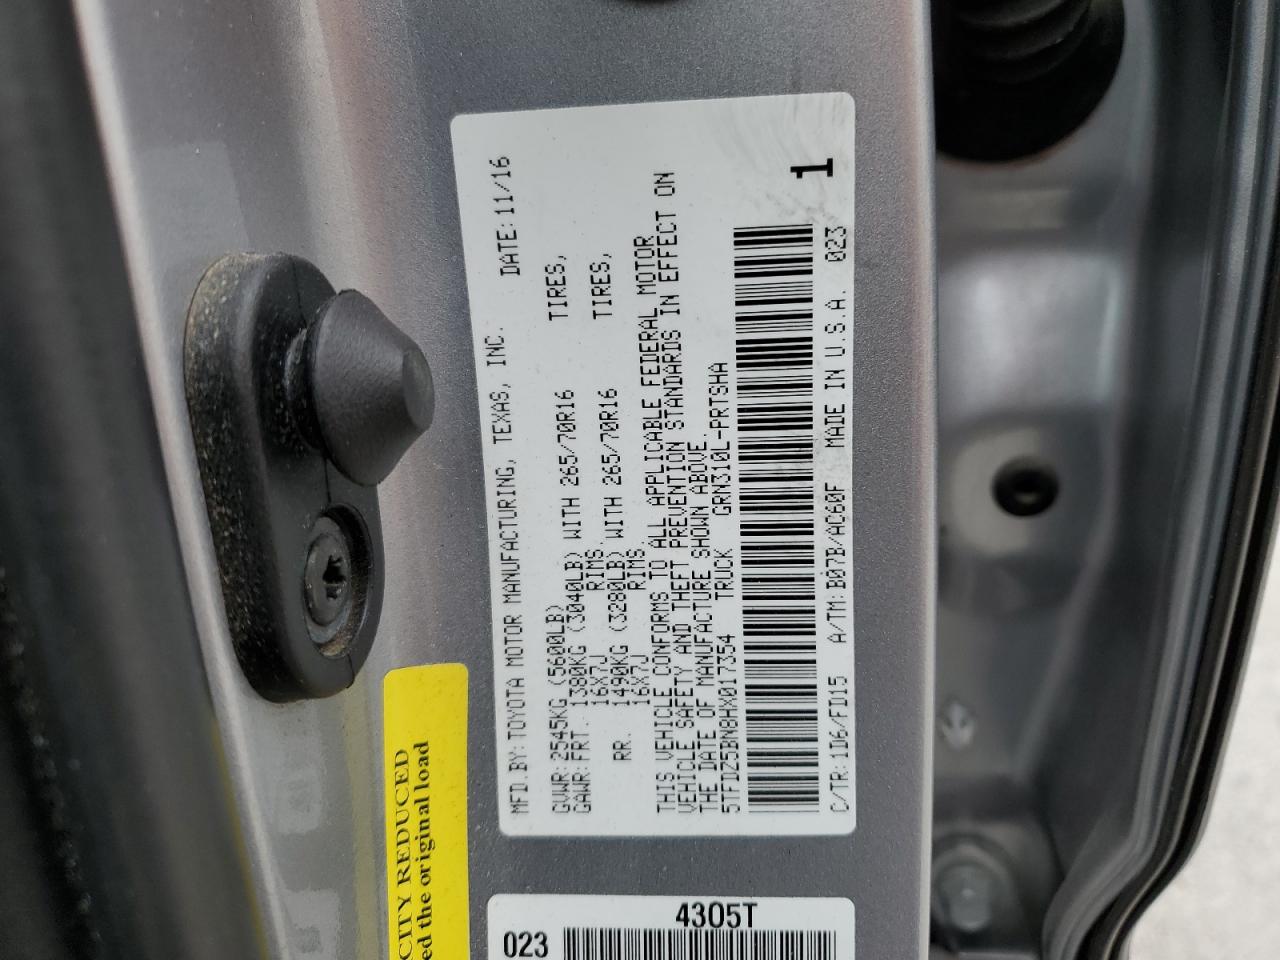 MFD.BY:TOYOTA MOTOR MANUFACTURING, TEXAS, INC. DATE:11/16
GVWR:2545KG (5600LB)
GAWR:FRT. 1380KG (3040LB) WITH 265/70R16 TIRES,
16X7J RIMS.
RR. 1490KG (3280LB) WITH 265/70R16 TIRES,
16X7J RIMS.
THIS VEHICLE CONFORMS TO ALL APPLICABLE FEDERAL MOTOR
VEHICLE SAFETY AND THEFT PREVENTION STANDARDS IN EFFECT ON
THE DATE OF MANUFACTURE SHOWN ABOVE.
5TFDZ5BN8HX017354 TRUCK GRN310L-PRTSHA
C/TR:1D6/FD15 A/TM:B07B/AC60F MADE IN U.S.A. 023
1
CITY REDUCED
ed the original load
4305T
023